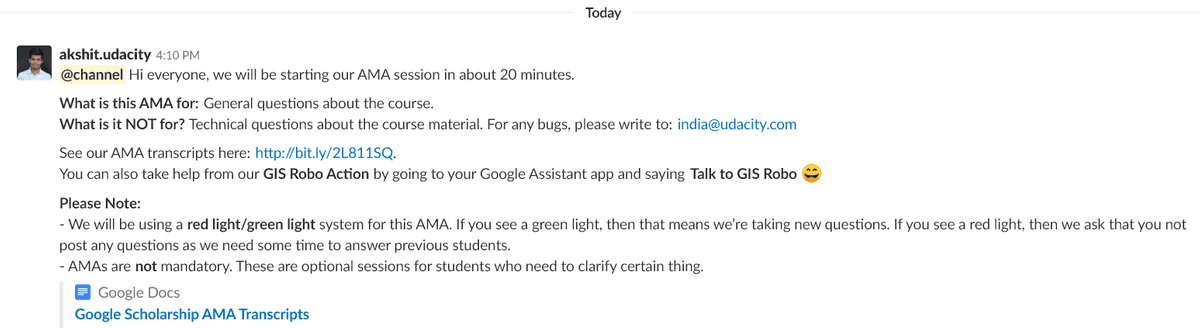 Today
akshit.udacity 4:10 PM
@channel Hi everyone, we will be starting our AMA session in about 20 minutes.
What is this AMA for: General questions about the course.
What is it NOT for? Technical questions about the course material. For any bugs, please write to: india@udacity.com
See our AMA transcripts here: http://bit.ly/2L811SQ.
You can also take help from our GIS Robo Action by going to your Google Assistant app and saying Talk to GIS Robo 😄
Please Note:
- We will be using a red light/green light system for this AMA. If you see a green light, then that means we're taking new questions. If you see a red light, then we ask that you not
post any questions as we need some time to answer previous students.
- AMAs are not mandatory. These are optional sessions for students who need to clarify certain thing.
Google Docs
Google Scholarship AMA Transcripts